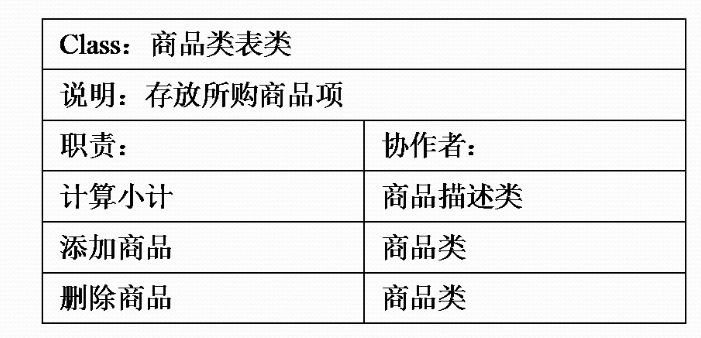 Class：商品类表类
说明：存放所购商品项
职责： 协作者：
计算小计 商品描述类
添加商品 商品类
删除商品 商品类